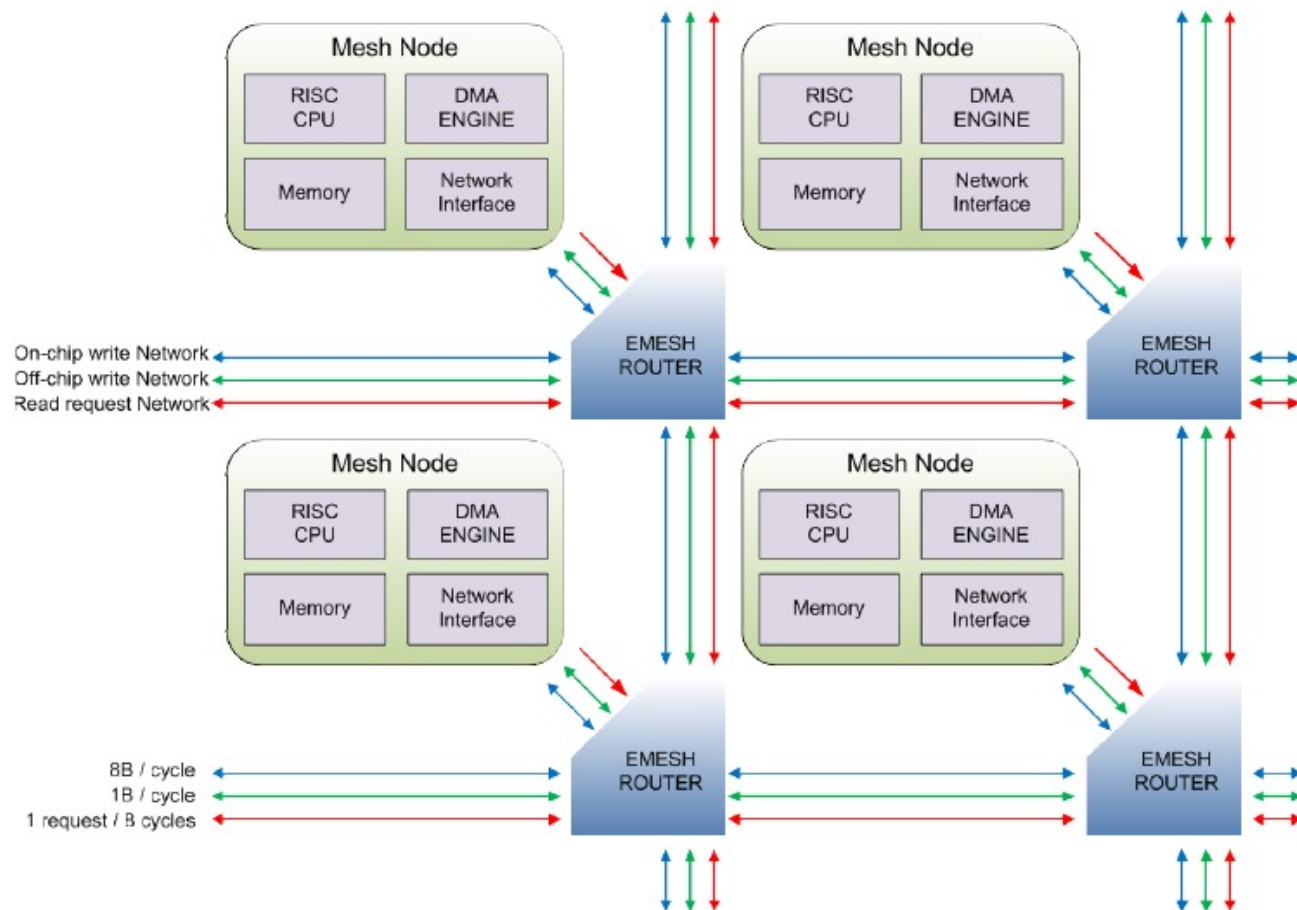 Mesh Node
RISC
CPU
DMA
ENGINE
Memory
Network
Interface
Mesh Node
RISC
CPU
DMA
ENGINE
Memory
Network
Interface
On-chip write Network
Off-chip write Network
Read request Network
EMESH
ROUTER
EMESH
ROUTER
Mesh Node
RISC
CPU
DMA
ENGINE
Memory
Network
Interface
Mesh Node
RISC
CPU
DMA
ENGINE
Memory
Network
Interface
8B / cycle
1B / cycle
1 request / 8 cycles
EMESH
ROUTER
EMESH
ROUTER